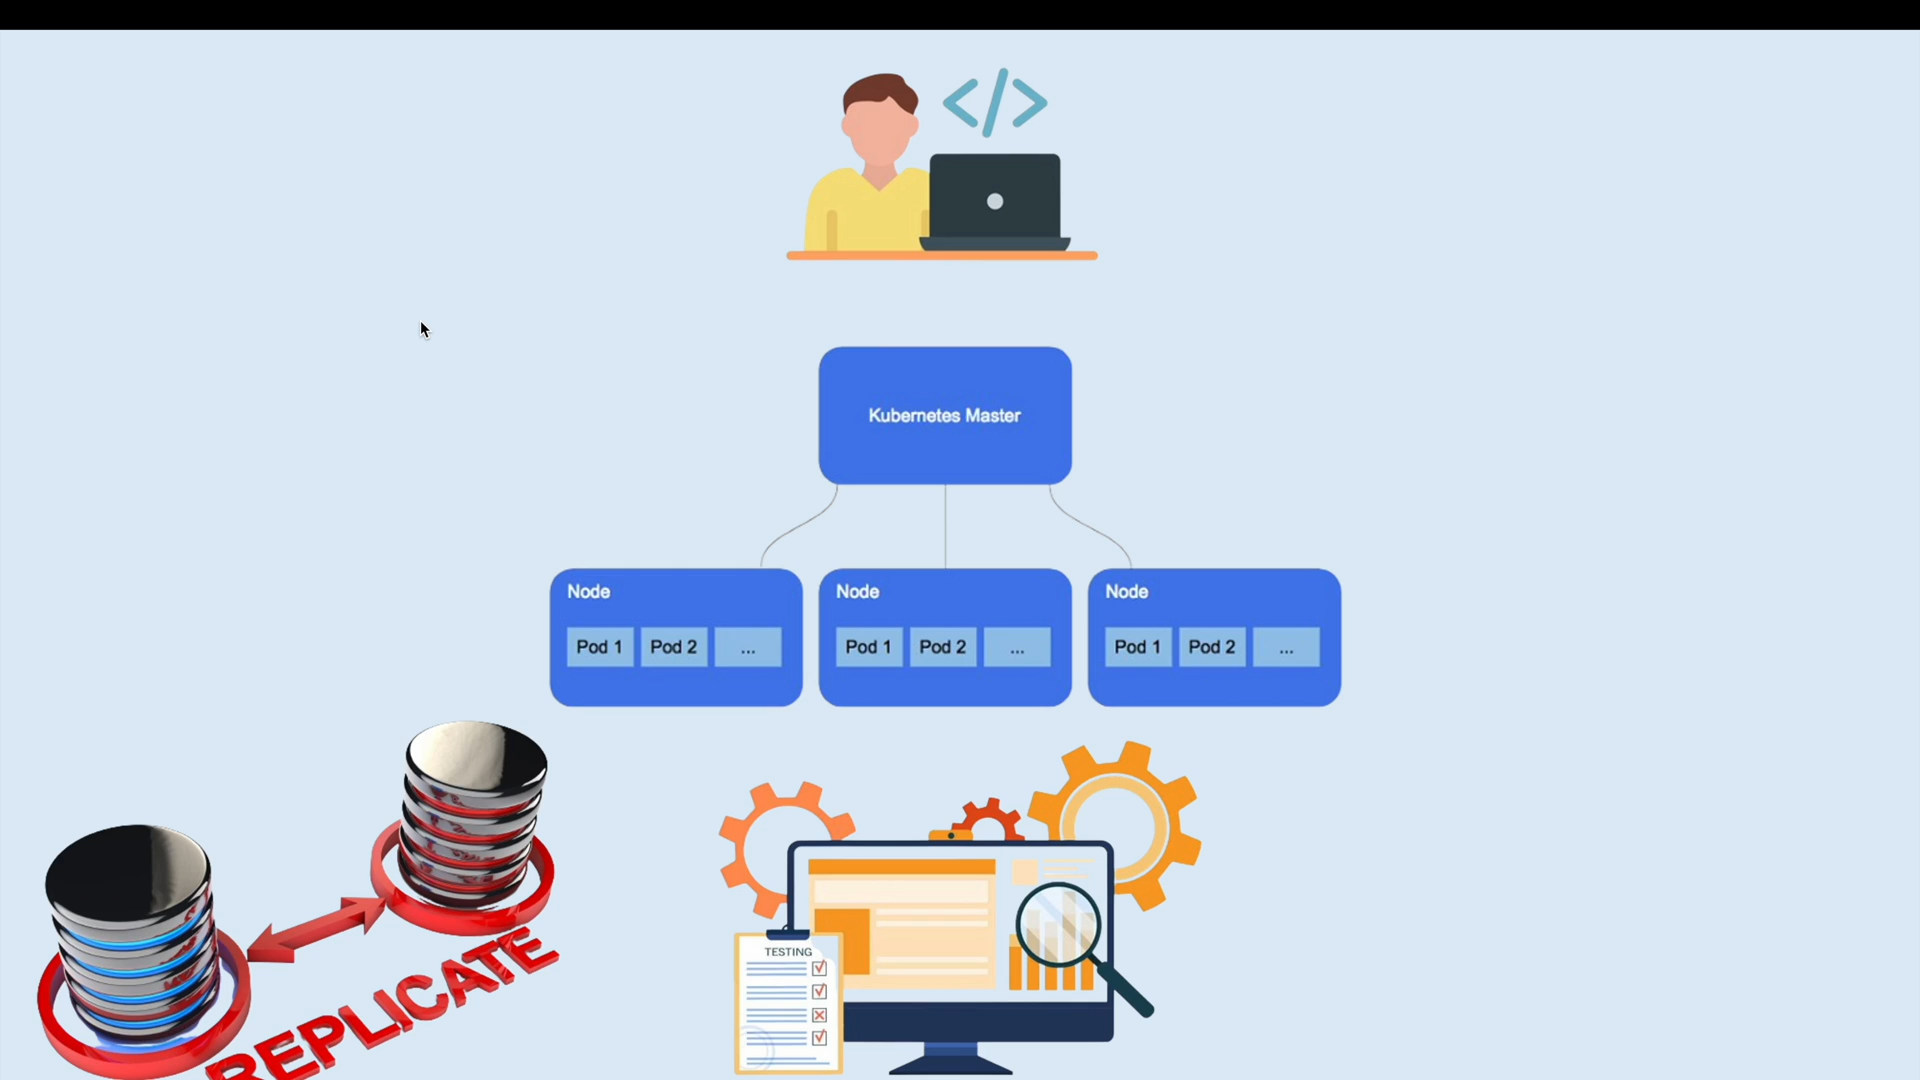 </>
Kubernetes Master
Node
Pod 1 Pod 2 ...
Node
Pod 1 Pod 2 ...
Node
Pod 1 Pod 2 ...
REPLICATE
TESTING